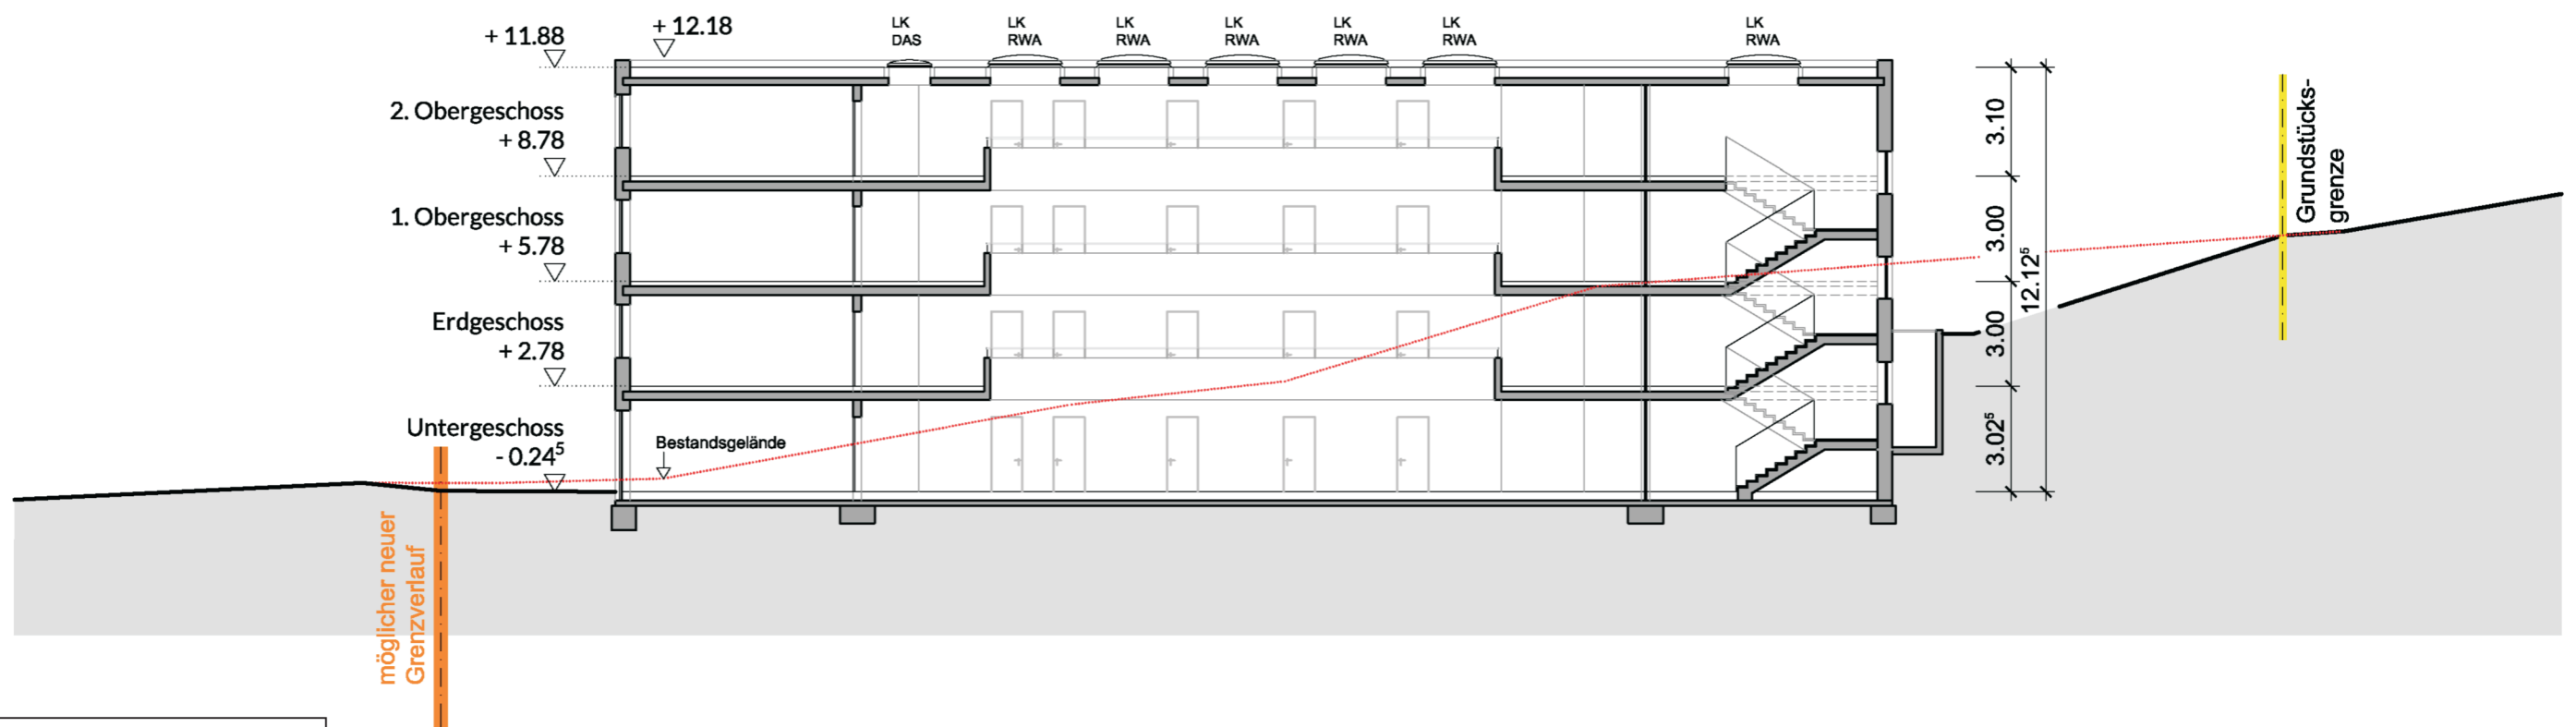 + 11.88
+ 12.18
LK
DAS
LK
RWA
LK
RWA
LK
RWA
LK
RWA
LK
RWA
LK
RWA
2. Obergeschoss
+ 8.78
1. Obergeschoss
+ 5.78
Erdgeschoss
+ 2.78
Untergeschoss
- 0.24⁵
Bestandsgelände
möglicher neuer
Grenzverlauf
3.10
3.00
3.00
3.02⁵
12.12⁵
Grundstücks-
grenze